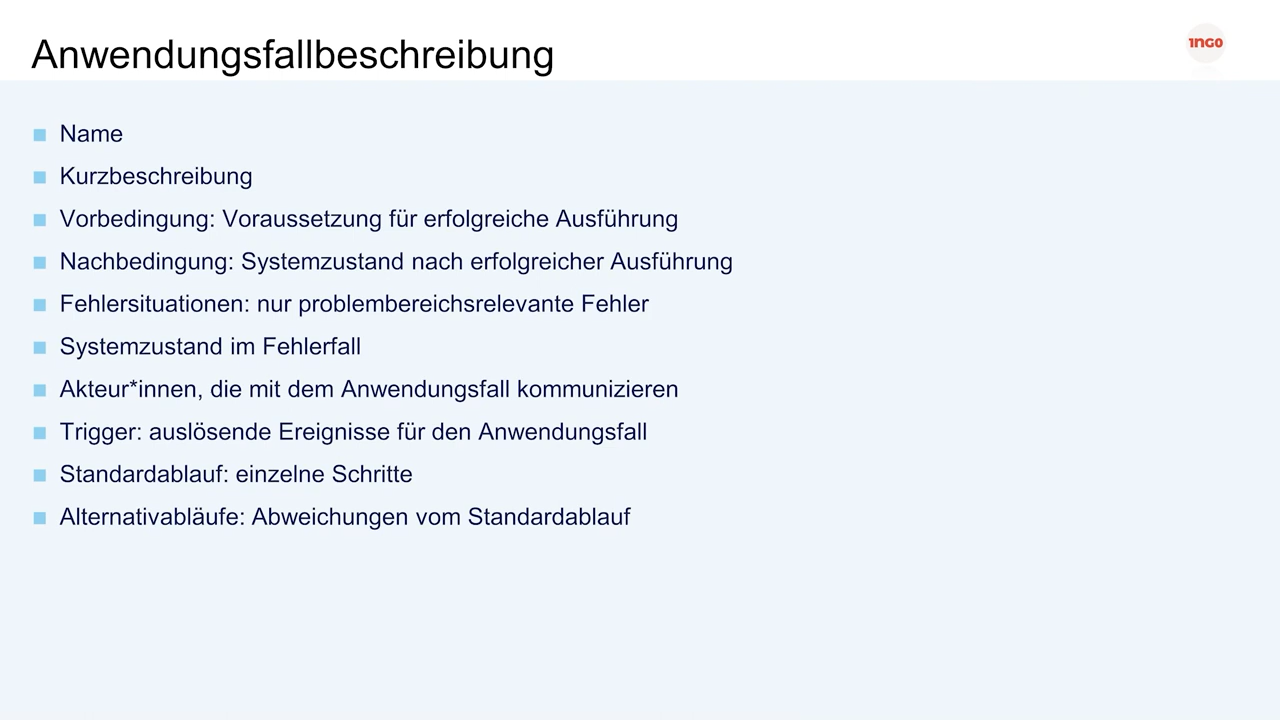 Anwendungsfallbeschreibung
1NGO
Name
Kurzbeschreibung
Vorbedingung: Voraussetzung für erfolgreiche Ausführung
Nachbedingung: Systemzustand nach erfolgreicher Ausführung
Fehlersituationen: nur problembereichsrelevante Fehler
Systemzustand im Fehlerfall
Akteur*innen, die mit dem Anwendungsfall kommunizieren
Trigger: auslösende Ereignisse für den Anwendungsfall
Standardablauf: einzelne Schritte
Alternativabläufe: Abweichungen vom Standardablauf